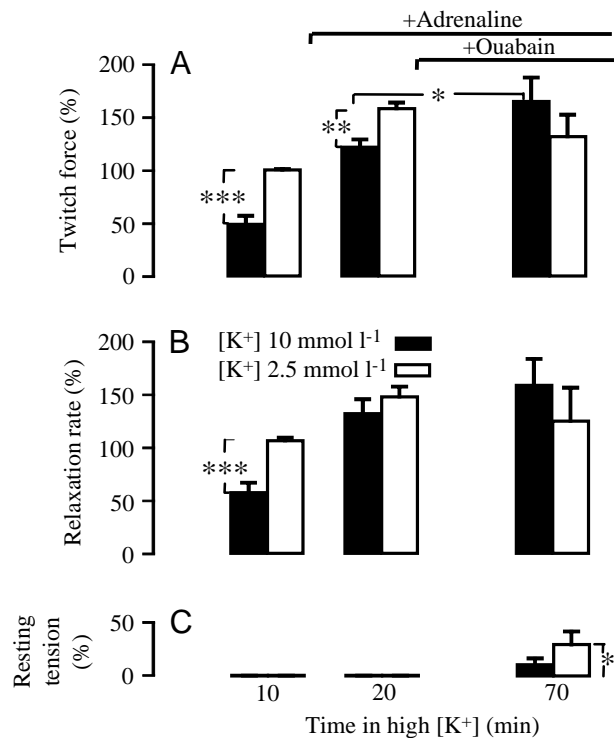 +Adrenaline
+Ouabain
A
Twitch force (%)
200
150
100
50
0
***
**
*
B
Relaxation rate (%)
[K+] 10 mmol l-1
[K+] 2.5 mmol l-1
200
150
100
50
0
***
C
Resting
tension
(%)
50
0
*
10 20 70
Time in high [K+] (min)